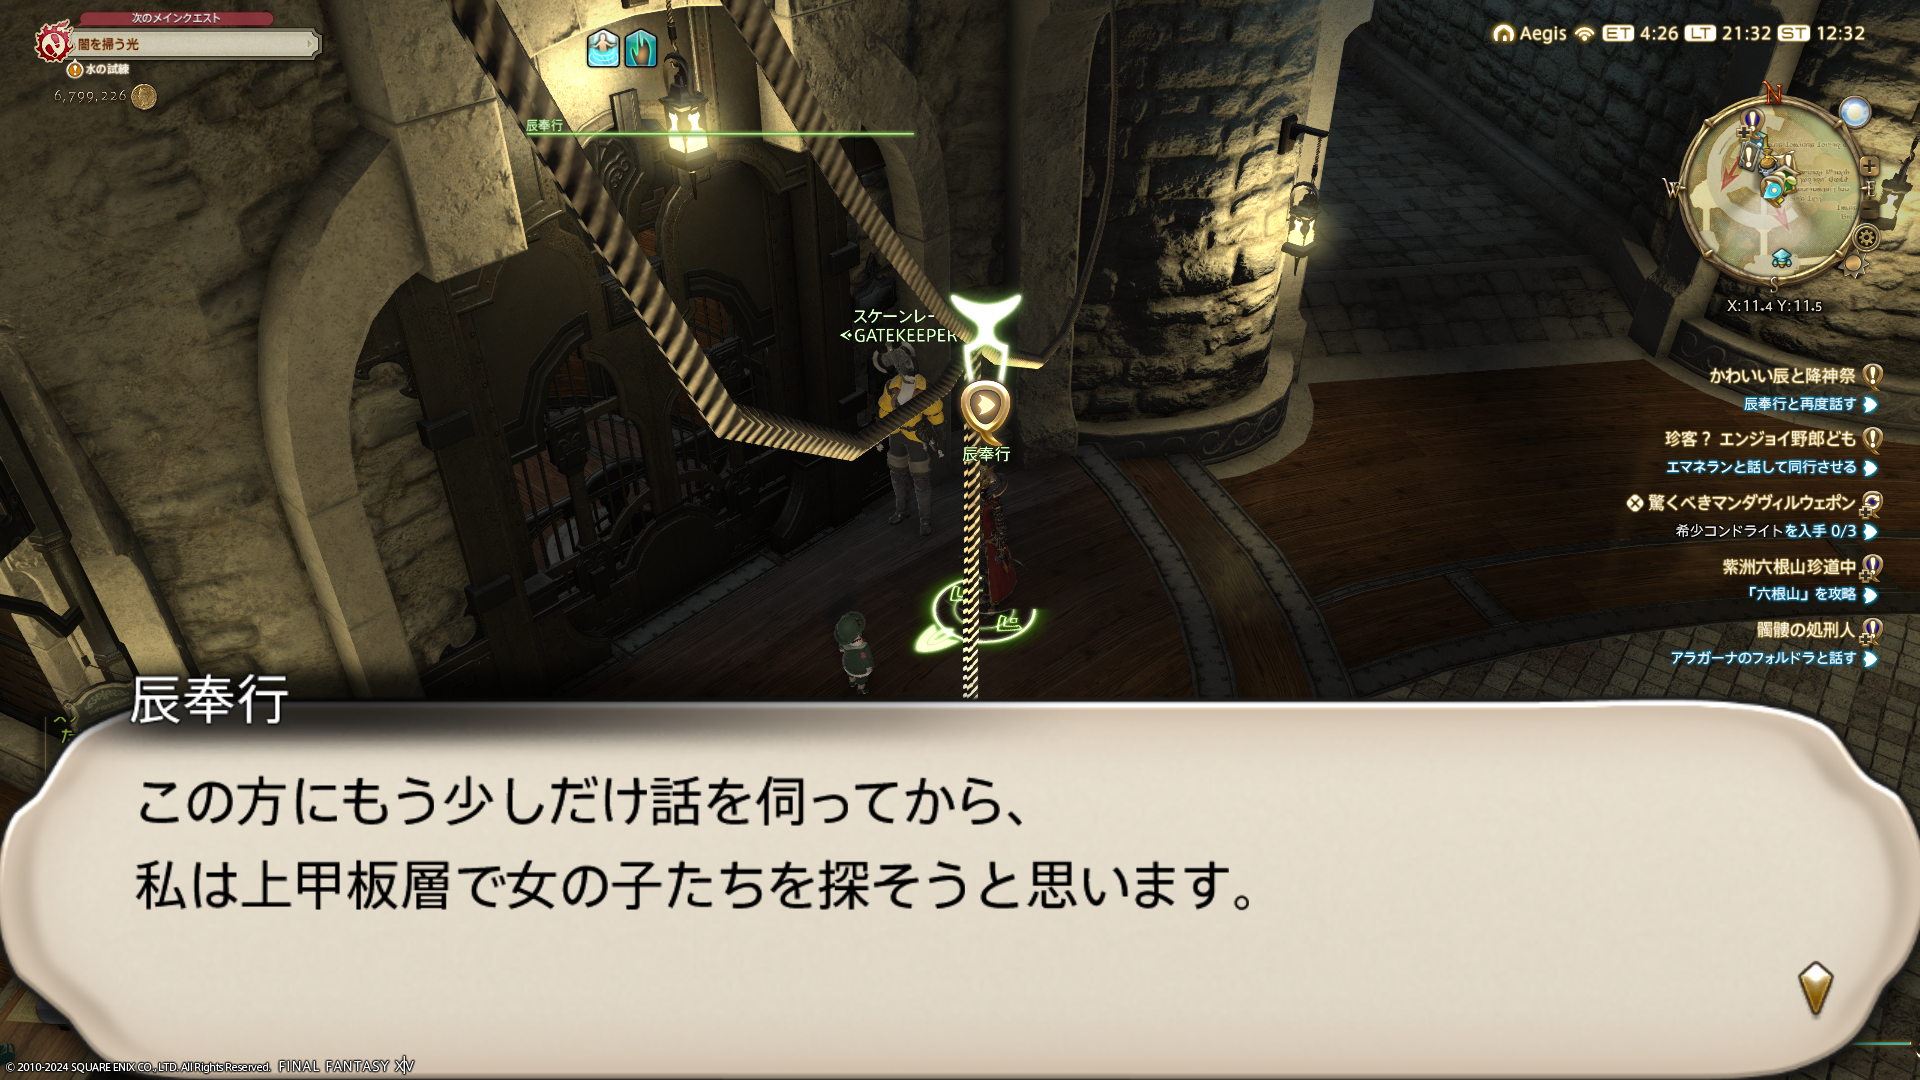 次のメインクエスト
闇を掃う光
水の試練
6,799,226
辰奉行
Aegis ET 4:26 LT 21:32 ST 12:32
N
W
E
S
X:11.4 Y:11.5
スケーンレー
GATEKEEPER
辰奉行
かわいい辰と降神祭
辰奉行と再度話す
珍客？ エンジョイ野郎ども
エマネランと話して同行させる
驚くべきマンダヴィルウェポン
希少コンドライトを入手 0/3
紫洲六根山珍道中
「六根山」を攻略
髑髏の処刑人
アラガーナのフォルドラと話す
辰奉行
この方にもう少しだけ話を伺ってから、
私は上甲板層で女の子たちを探そうと思います。
© 2010-2024 SQUARE ENIX CO., LTD. All Rights Reserved. FINAL FANTASY XIV